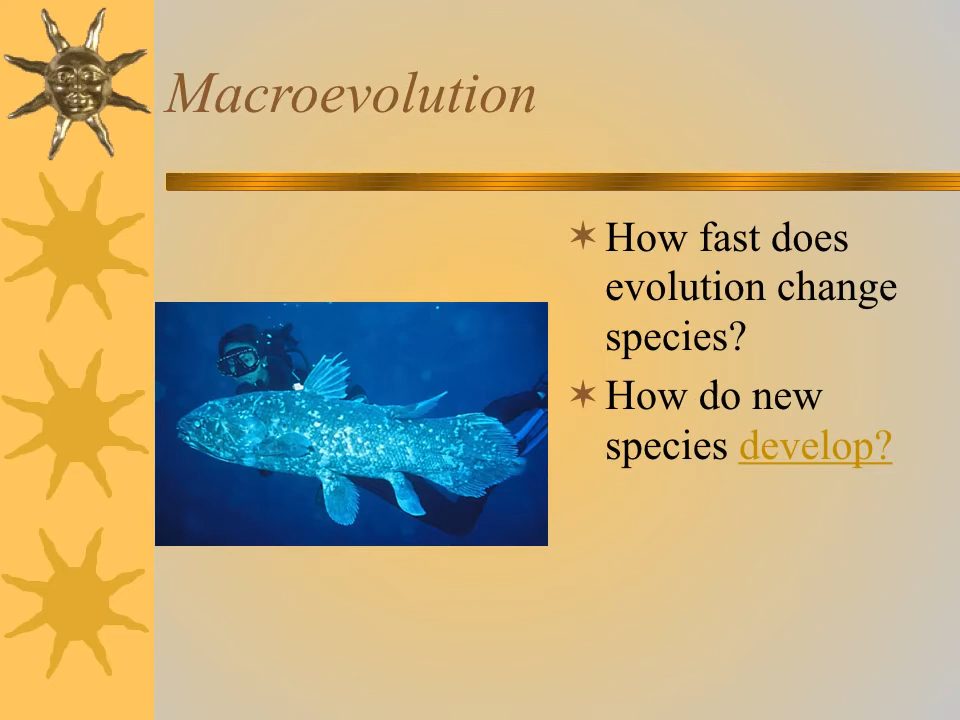 Macroevolution
How fast does
evolution change
species?
How do new
species develop?